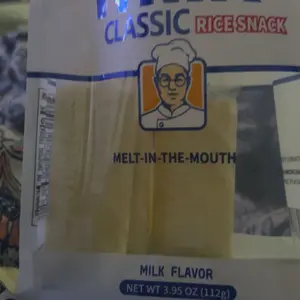 CLASSIC RICE SNACK
MELT-IN-THE-MOUTH
MILK FLAVOR
NET WT 3.95 OZ (112g)